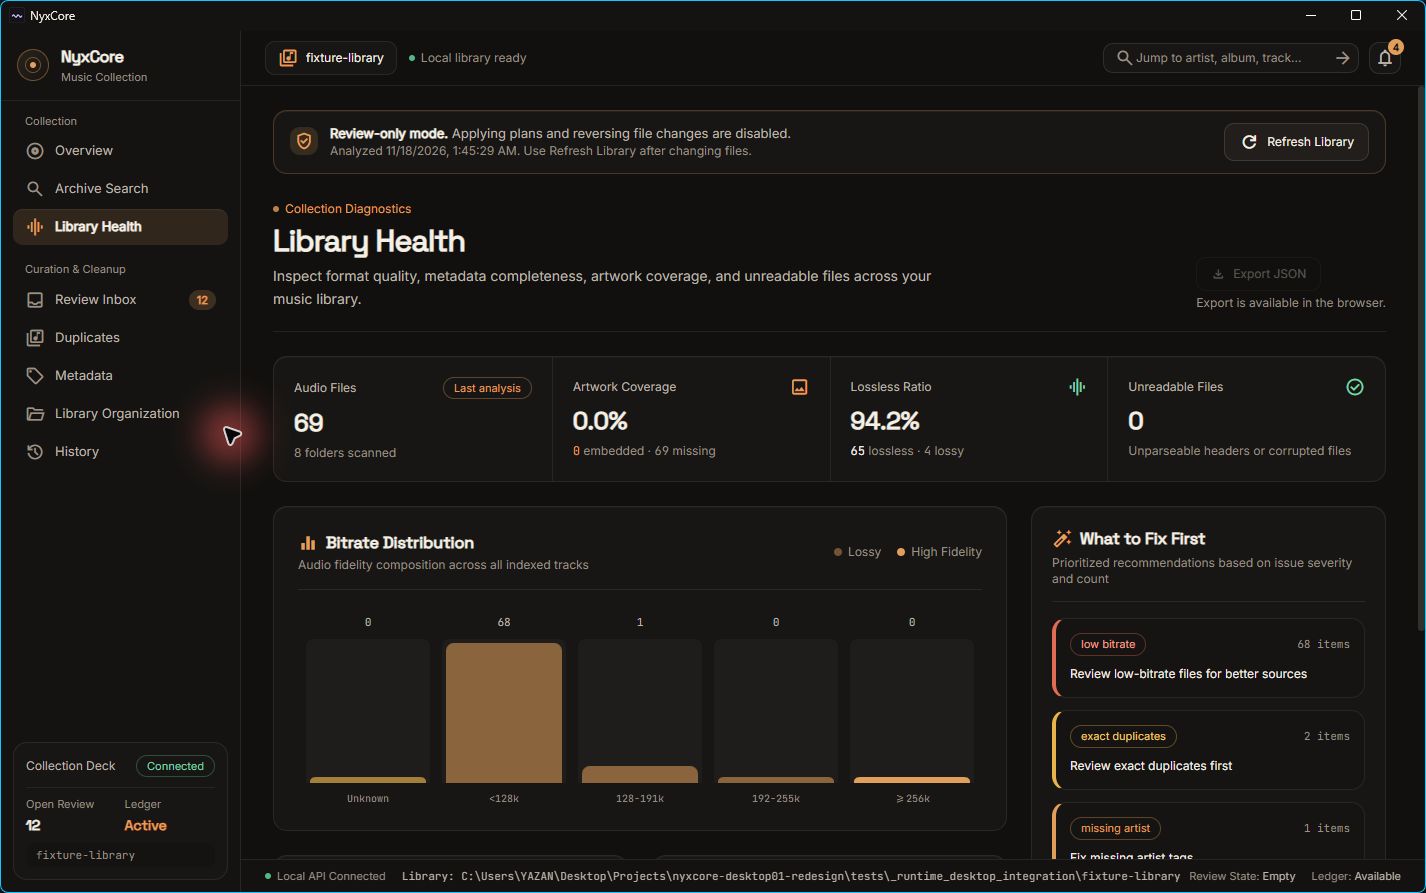 NyxCore
NyxCore
Music Collection
fixture-library
Local library ready
Jump to artist, album, track...
4
Collection
Overview
Archive Search
Library Health
Curation & Cleanup
Review Inbox
12
Duplicates
Metadata
Library Organization
History
Collection Deck
Connected
Open Review
Ledger
12
Active
fixture-library
Review-only mode. Applying plans and reversing file changes are disabled.
Analyzed 11/18/2026, 1:45:29 AM. Use Refresh Library after changing files.
Refresh Library
Collection Diagnostics
Library Health
Inspect format quality, metadata completeness, artwork coverage, and unreadable files across your
music library.
Export JSON
Export is available in the browser.
Audio Files
Last analysis
69
8 folders scanned
Artwork Coverage
0.0%
0 embedded · 69 missing
Lossless Ratio
94.2%
65 lossless · 4 lossy
Unreadable Files
0
Unparseable headers or corrupted files
Bitrate Distribution
Audio fidelity composition across all indexed tracks
Lossy
High Fidelity
0
68
1
0
0
Unknown
<128k
128-191k
192-255k
≥256k
What to Fix First
Prioritized recommendations based on issue severity
and count
low bitrate
68 items
Review low-bitrate files for better sources
exact duplicates
2 items
Review exact duplicates first
missing artist
1 items
Fix missing artist tags
Local API Connected
Library: C:\Users\YAZAN\Desktop\Projects\nyxcore-desktop01-redesign\tests\_runtime_desktop_integration\fixture-library
Review State: Empty
Ledger: Available